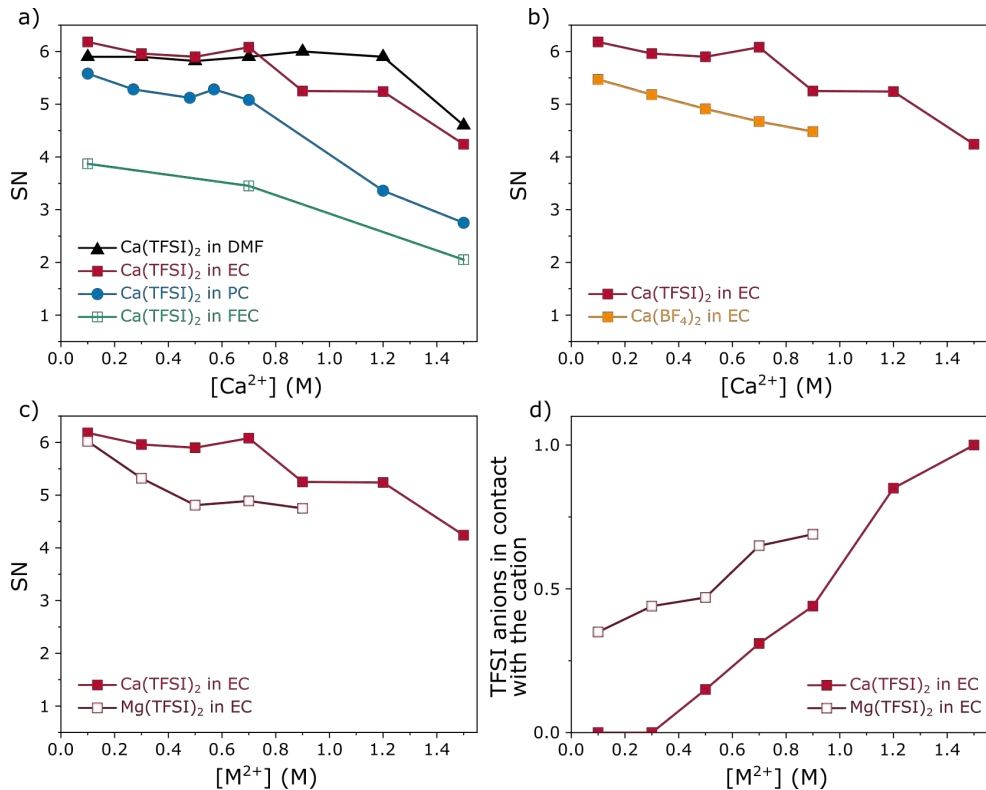 a)
6
5
4
3
2
1
SN
Ca(TFSI)₂ in DMF
Ca(TFSI)₂ in EC
Ca(TFSI)₂ in PC
Ca(TFSI)₂ in FEC
0.0 0.2 0.4 0.6 0.8 1.0 1.2 1.4
[Ca²⁺] (M)
b)
6
5
4
3
2
1
SN
Ca(TFSI)₂ in EC
Ca(BF₄)₂ in EC
0.0 0.2 0.4 0.6 0.8 1.0 1.2 1.4
[Ca²⁺] (M)
c)
6
5
4
3
2
1
SN
Ca(TFSI)₂ in EC
Mg(TFSI)₂ in EC
0.0 0.2 0.4 0.6 0.8 1.0 1.2 1.4
[M²⁺] (M)
d)
1.0
0.5
0.0
TFSI anions in contact
with the cation
Ca(TFSI)₂ in EC
Mg(TFSI)₂ in EC
0.0 0.2 0.4 0.6 0.8 1.0 1.2 1.4
[M²⁺] (M)